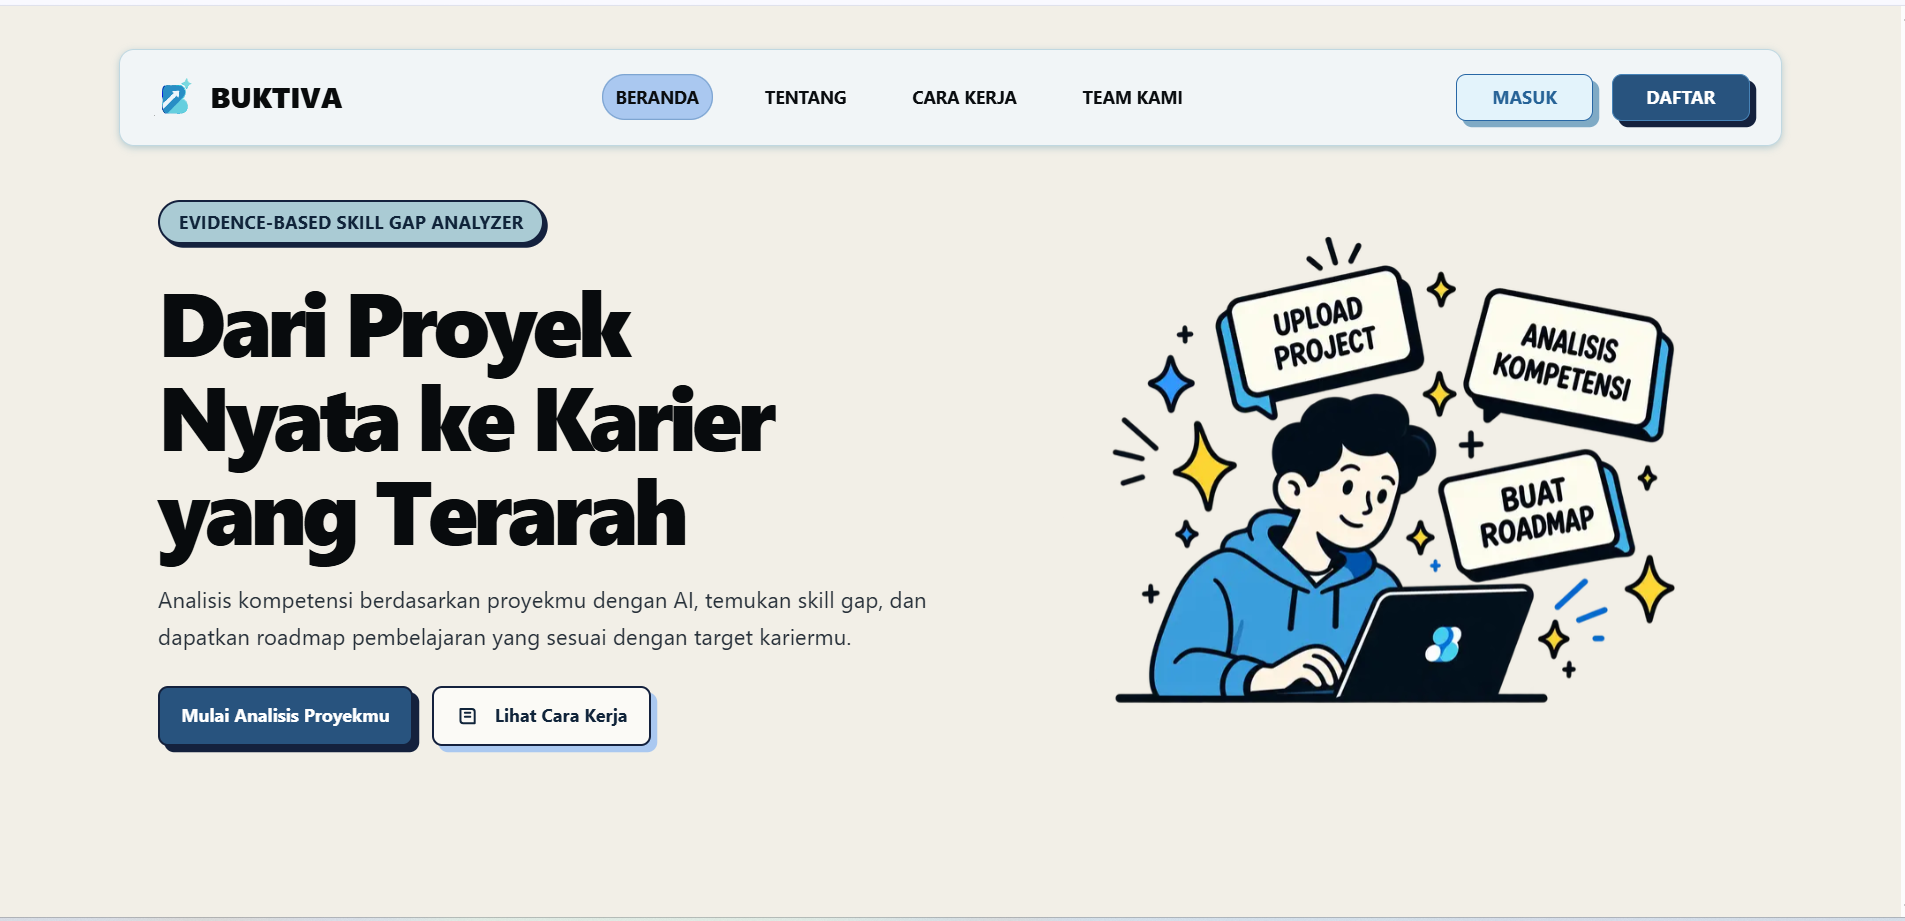 BUKTIVA
BERANDA
TENTANG
CARA KERJA
TEAM KAMI
MASUK
DAFTAR
EVIDENCE-BASED SKILL GAP ANALYZER
Dari Proyek
Nyata ke Karier
yang Terarah
Analisis kompetensi berdasarkan proyekmu dengan AI, temukan skill gap, dan
dapatkan roadmap pembelajaran yang sesuai dengan target kariermu.
Mulai Analisis Proyekmu
Lihat Cara Kerja
UPLOAD
PROJECT
ANALISIS
KOMPETENSI
BUAT
ROADMAP